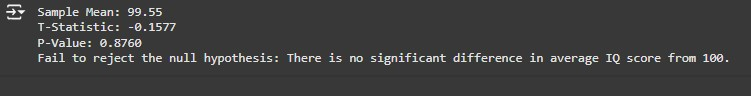 Sample Mean: 99.55
T-Statistic: -0.1577
P-Value: 0.8760
Fail to reject the null hypothesis: There is no significant difference in average IQ score from 100.